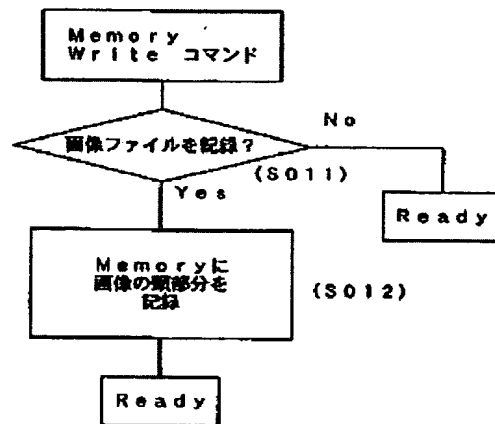 Memory
Write コマンド
画像ファイルを記録？
No
(S011)
Yes
Ready
Memoryに
画像の頭部分を
記録
(S012)
Ready